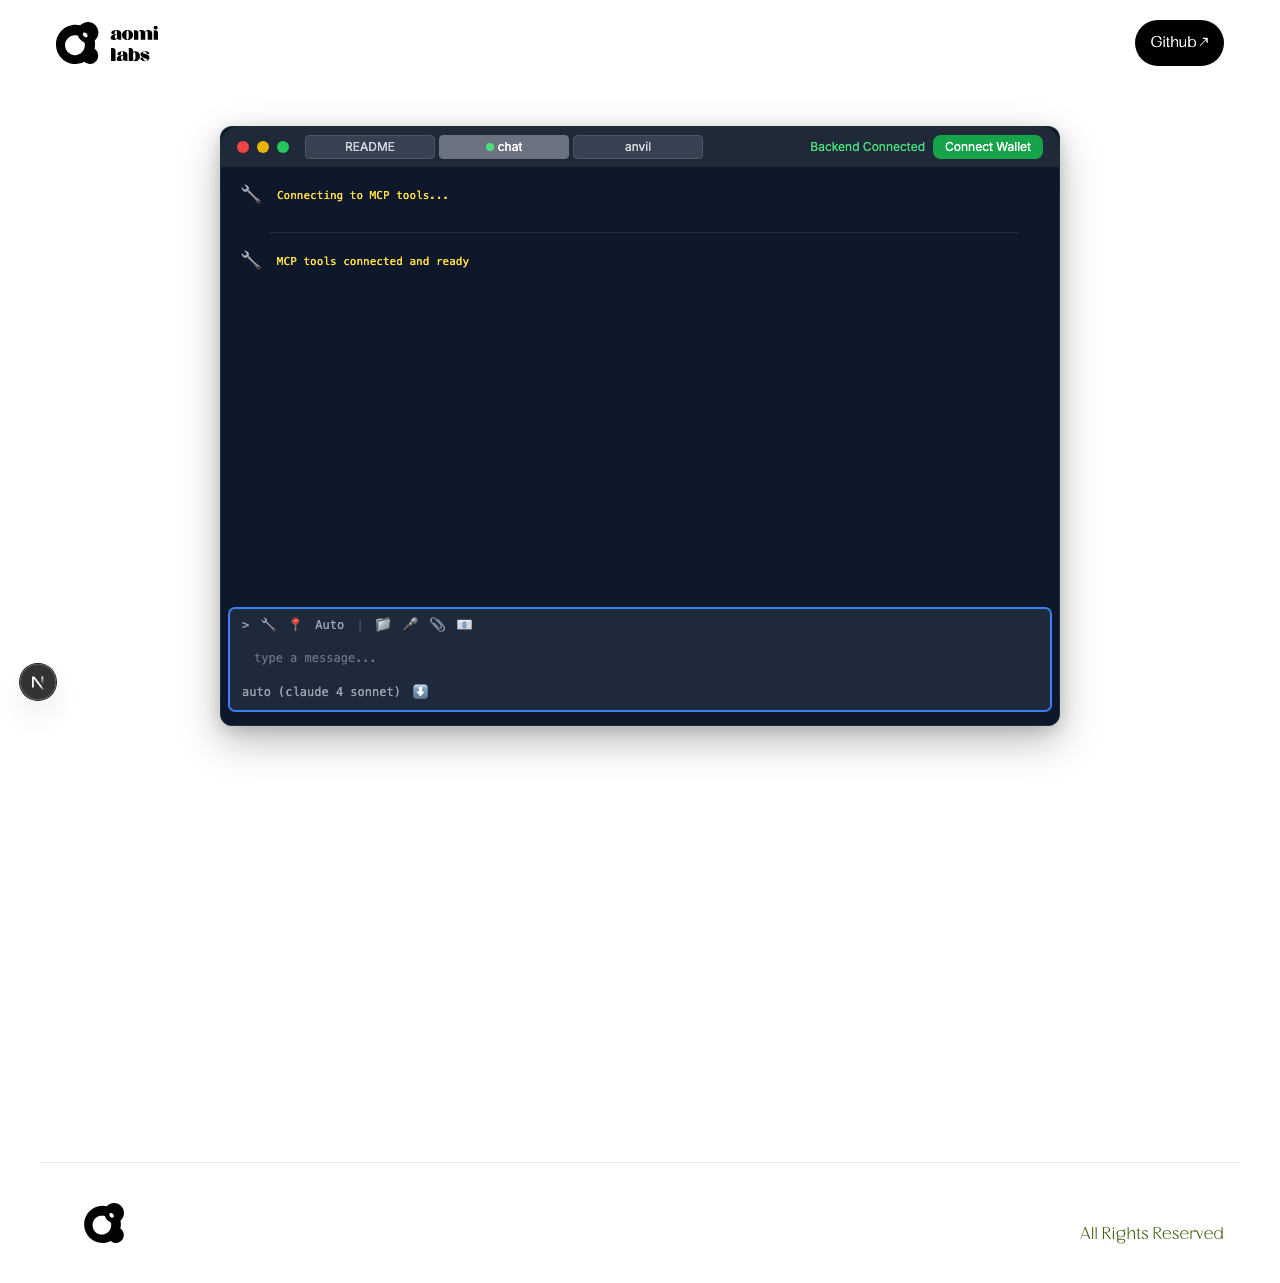 aomi
labs
Github↗
README
chat
anvil
Backend Connected
Connect Wallet
Connecting to MCP tools...
MCP tools connected and ready
> Auto |
type a message...
auto (claude 4 sonnet)
N
All Rights Reserved